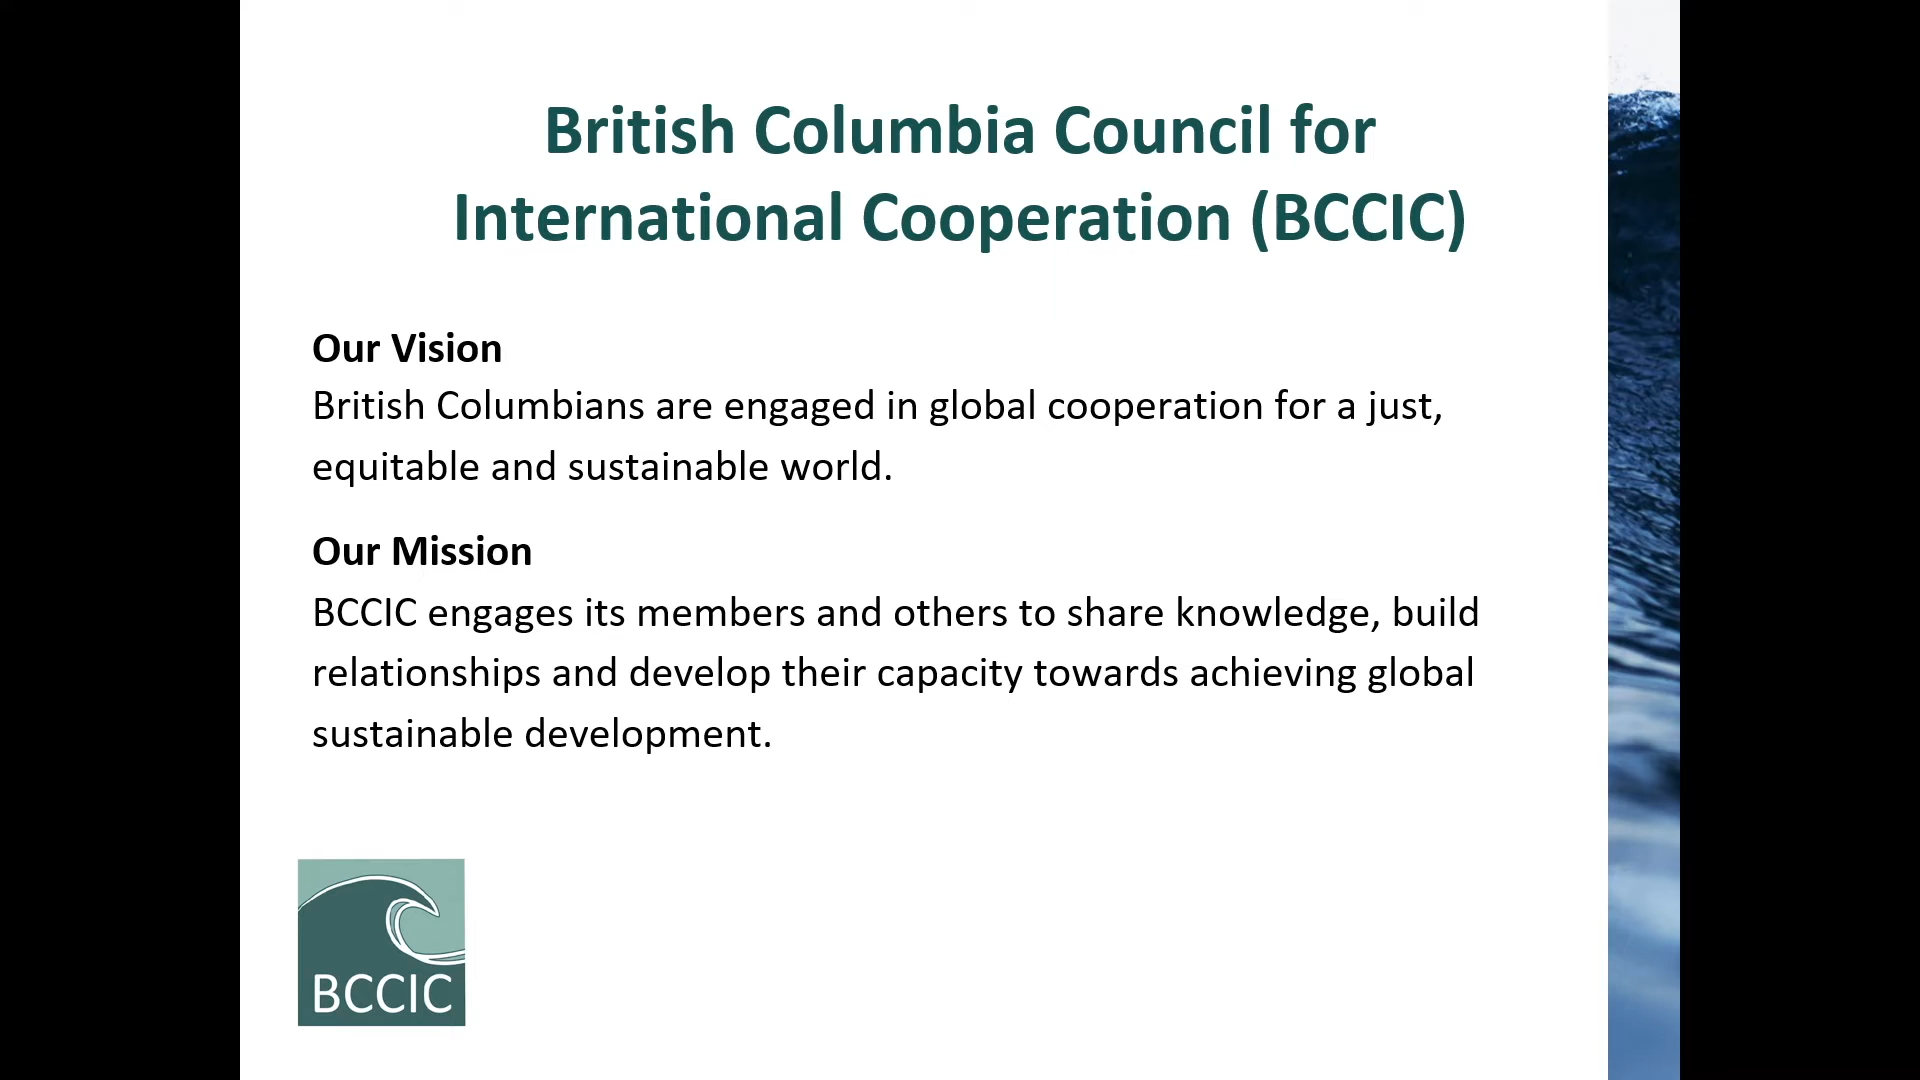 British Columbia Council for
International Cooperation (BCCIC)
Our Vision
British Columbians are engaged in global cooperation for a just,
equitable and sustainable world.
Our Mission
BCCIC engages its members and others to share knowledge, build
relationships and develop their capacity towards achieving global
sustainable development.
BCCIC